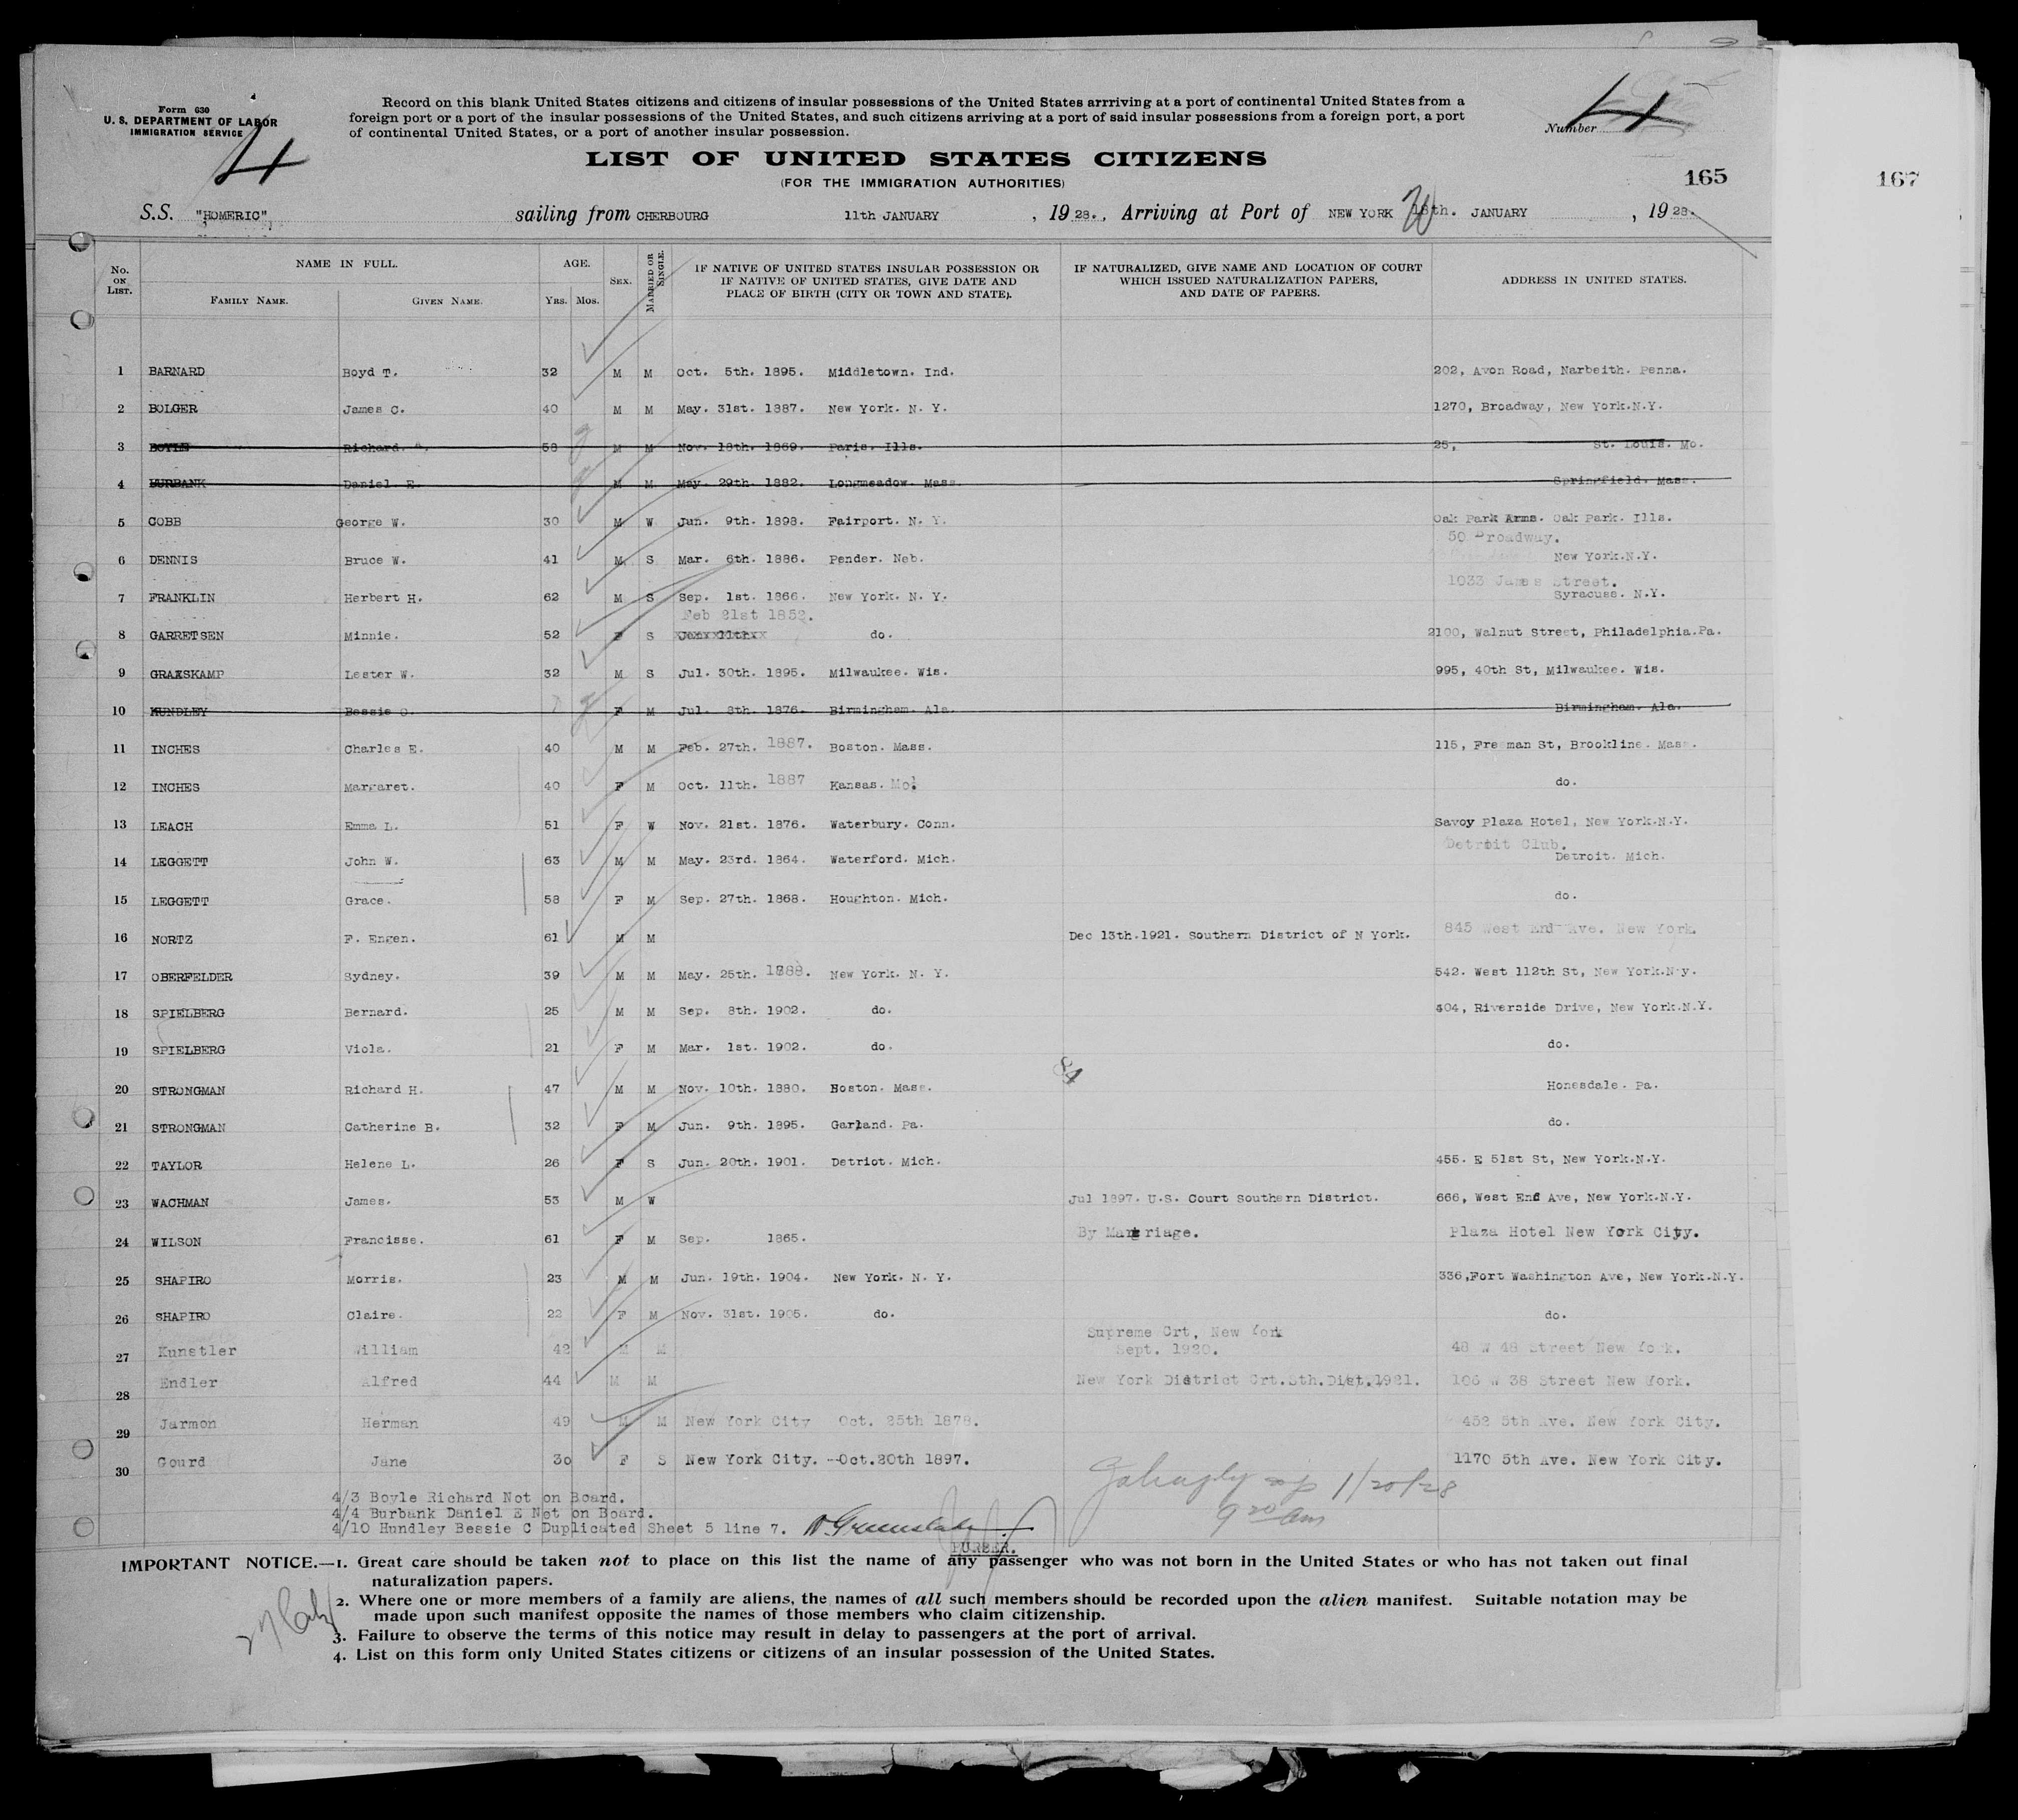 Form 630
U. S. DEPARTMENT OF LABOR
IMMIGRATION SERVICE
4
Record on this blank United States citizens and citizens of insular possessions of the United States arrriving at a port of continental United States from a
foreign port or a port of the insular possessions of the United States, and such citizens arriving at a port of said insular possessions from a foreign port, a port
of continental United States, or a port of another insular possession.
Number 4
LIST OF UNITED STATES CITIZENS
(FOR THE IMMIGRATION AUTHORITIES)
165
167
S.S. "HOMERIC", sailing from CHERBOURG 11th JANUARY , 19 28. , Arriving at Port of NEW YORK 20 18th. JANUARY , 19 28.
No. ON LIST. NAME IN FULL. AGE. SEX. MARRIED OR SINGLE. IF NATIVE OF UNITED STATES INSULAR POSSESSION OR IF NATIVE OF UNITED STATES, GIVE DATE AND PLACE OF BIRTH (CITY OR TOWN AND STATE). IF NATURALIZED, GIVE NAME AND LOCATION OF COURT WHICH ISSUED NATURALIZATION PAPERS, AND DATE OF PAPERS. ADDRESS IN UNITED STATES.
FAMILY NAME. GIVEN NAME. YRS. MOS.
1 BARNARD Boyd T. 32 M M Oct. 5th. 1895. Middletown. Ind. 202, Avon Road, Narbeith. Penna.
2 BOLGER James C. 40 M M May. 31st. 1887. New York. N. Y. 1270, Broadway, New York.N.Y.
3 BOYLE Richard. 58 M M Nov. 18th. 1869. Paris. Ills. 25, St. Louis. Mo.
4 BURBANK Daniel E. M M May. 29th. 1882. Longmeadow. Mass. Springfield. Mass.
5 COBB George W. 30 M W Jun. 9th. 1898. Fairport. N. Y. Oak Park Arms. Oak Park. Ills.
50 Broadway.
6 DENNIS Bruce W. 41 M S Mar. 6th. 1886. Pender. Neb. New York.N.Y.
1033 James Street.
7 FRANKLIN Herbert H. 62 M S Sep. 1st. 1866. New York. N. Y. Syracuse. N.Y.
Feb 21st 1852.
8 GARRETSEN Minnie. 52 F S do. 2100, Walnut Street, Philadelphia.Pa.
9 GRAXSKAMP Lester W. 32 M S Jul. 30th. 1895. Milwaukee. Wis. 995, 40th St, Milwaukee. Wis.
10 HUNDLEY Bessie C. F M Jul. 8th. 1876. Birmingham. Ala. Birmingham. Ala.
11 INCHES Charles E. 40 M M Feb. 27th. 1887. Boston. Mass. 115, Freeman St, Brookline. Mass.
12 INCHES Margaret. 40 F M Oct. 11th. 1887 Kansas. Mo. do.
13 LEACH Emma L. 51 F W Nov. 21st. 1876. Waterbury. Conn. Savoy Plaza Hotel, New York.N.Y.
Detroit Club.
14 LEGGETT John W. 63 M M May. 23rd. 1864. Waterford. Mich. Detroit. Mich.
15 LEGGETT Grace. 58 F M Sep. 27th. 1868. Houghton. Mich. do.
16 NORTZ F. Engen. 61 M M Dec 13th.1921. Southern District of N York. 845 West End Ave. New York.
17 OBERFELDER Sydney. 39 M M May. 25th. 1888. New York. N. Y. 542. West 112th St, New York.N.y.
18 SPIELBERG Bernard. 25 M M Sep. 8th. 1902. do. 404, Riverside Drive, New York.N.Y.
19 SPIELBERG Viola. 21 F M Mar. 1st. 1902. do. do.
84
20 STRONGMAN Richard H. 47 M M Nov. 10th. 1880. Boston. Mass. Honesdale. Pa.
21 STRONGMAN Catherine B. 32 F M Jun. 9th. 1895. Garland. Pa. do.
22 TAYLOR Helene L. 26 F S Jun. 20th. 1901. Detriot. Mich. 455. E 51st St, New York.N.Y.
23 WACHMAN James. 53 M W Jul 1897. U.S. Court Southern District. 666, West End Ave, New York.N.Y.
24 WILSON Francisse. 61 F M Sep. 1865. By Marriage. Plaza Hotel New York City.
25 SHAPIRO Morris. 23 M M Jun. 19th. 1904. New York. N. Y. 336,Fort Washington Ave, New York.N.Y.
26 SHAPIRO Claire. 22 F M Nov. 31st. 1905. do. do.
Supreme Crt, New York
27 Kunstler William 42 M M Sept. 1920. 48 W 48 Street New York.
28 Endler Alfred 44 M M New York District Crt.Sth.Dist.1921. 106 W 38 Street New York.
29 Jarmon Herman 49 M M New York City Oct. 25th 1878. 452 5th Ave. New York City.
30 Gourd Jane 30 F S New York City. --Oct.20th 1897. 1170 5th Ave. New York City.
1/20/28
9 20 am
4/3 Boyle Richard Not on Board.
4/4 Burbank Daniel E Not on Board.
4/10 Hundley Bessie C Duplicated Sheet 5 line 7.
PURSER.
IMPORTANT NOTICE.—1. Great care should be taken not to place on this list the name of any passenger who was not born in the United States or who has not taken out final
naturalization papers.
2. Where one or more members of a family are aliens, the names of all such members should be recorded upon the alien manifest. Suitable notation may be
made upon such manifest opposite the names of those members who claim citizenship.
3. Failure to observe the terms of this notice may result in delay to passengers at the port of arrival.
4. List on this form only United States citizens or citizens of an insular possession of the United States.